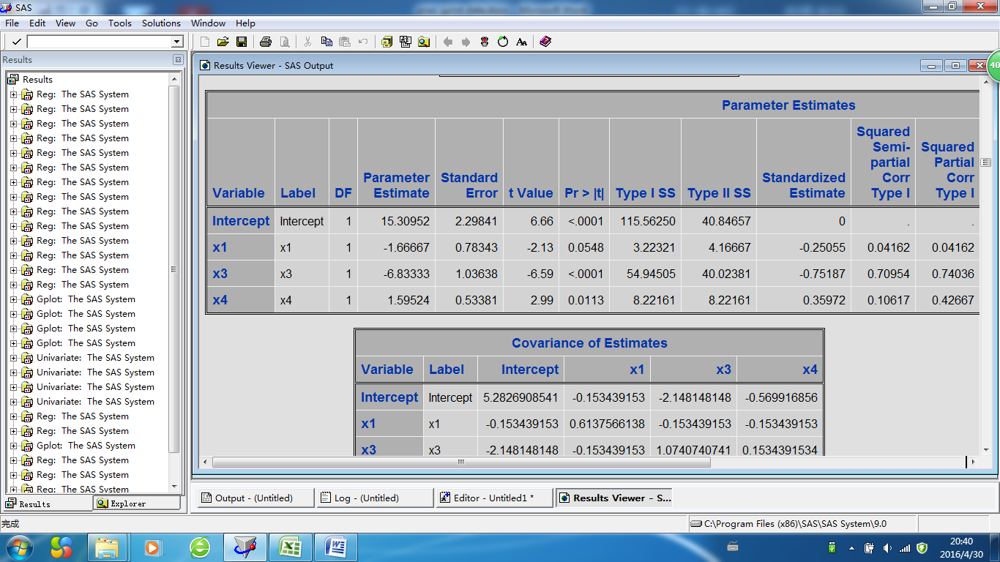 SAS
File Edit View Go Tools Solutions Window Help
Results
Results Viewer - SAS Output
40
Results
Reg: The SAS System
Reg: The SAS System
Reg: The SAS System
Reg: The SAS System
Reg: The SAS System
Reg: The SAS System
Reg: The SAS System
Reg: The SAS System
Reg: The SAS System
Reg: The SAS System
Reg: The SAS System
Reg: The SAS System
Reg: The SAS System
Reg: The SAS System
Gplot: The SAS System
Gplot: The SAS System
Gplot: The SAS System
Gplot: The SAS System
Univariate: The SAS System
Univariate: The SAS System
Univariate: The SAS System
Univariate: The SAS System
Reg: The SAS System
Reg: The SAS System
Gplot: The SAS System
Reg: The SAS System
Reg: The SAS System
Reg: The SAS System
Results Explorer
Parameter Estimates
Variable Label DF Parameter Estimate Standard Error t Value Pr > |t| Type I SS Type II SS Standardized Estimate Squared Semi-partial Corr Type I Squared Partial Corr Type I
Intercept Intercept 1 15.30952 2.29841 6.66 <.0001 115.56250 40.84657 0 . .
x1 x1 1 -1.66667 0.78343 -2.13 0.0548 3.22321 4.16667 -0.25055 0.04162 0.04162
x3 x3 1 -6.83333 1.03638 -6.59 <.0001 54.94505 40.02381 -0.75187 0.70954 0.74036
x4 x4 1 1.59524 0.53381 2.99 0.0113 8.22161 8.22161 0.35972 0.10617 0.42667
Covariance of Estimates
Variable Label Intercept x1 x3 x4
Intercept Intercept 5.2826908541 -0.153439153 -2.148148148 -0.569916856
x1 x1 -0.153439153 0.6137566138 -0.153439153 -0.153439153
x3 x3 -2.148148148 -0.153439153 1.0740740741 0.1534391534
Output - (Untitled) Log - (Untitled) Editor - Untitled1 * Results Viewer - S...
完成
C:\Program Files (x86)\SAS\SAS System\9.0
20:40
2016/4/30